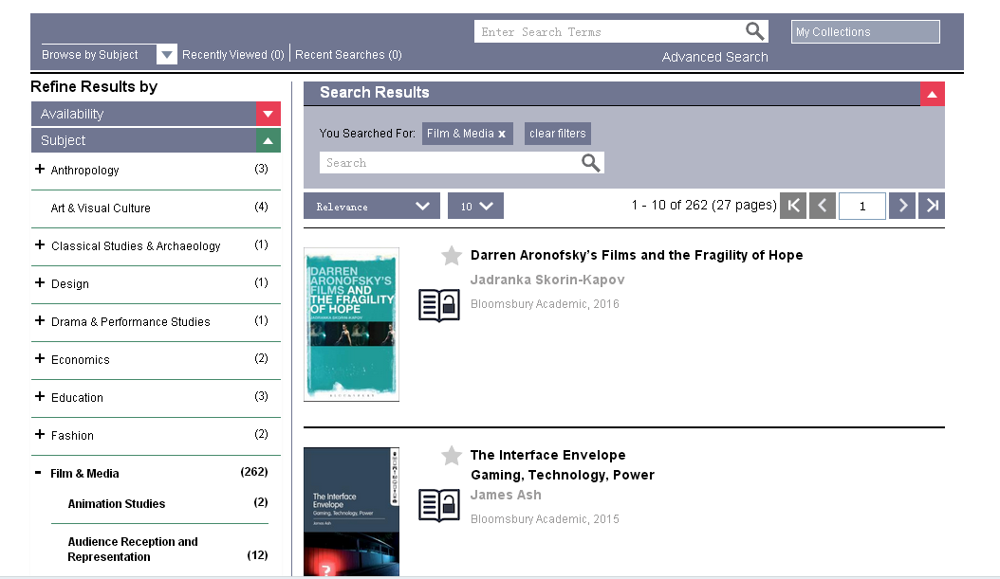 Enter Search Terms
My Collections
Browse by Subject
Recently Viewed (0)
Recent Searches (0)
Advanced Search
Refine Results by
Availability
Subject
+ Anthropology (3)
Art & Visual Culture (4)
+ Classical Studies & Archaeology (1)
+ Design (1)
+ Drama & Performance Studies (1)
+ Economics (2)
+ Education (3)
+ Fashion (2)
- Film & Media (262)
Animation Studies (2)
Audience Reception and
Representation (12)
Search Results
You Searched For: Film & Media x clear filters
Search
Relevance 10 1 - 10 of 262 (27 pages) 1
DARREN
ARONOFSKY'S
FILMS AND
THE FRAGILITY
OF HOPE
JADRANKA SKORIN-KAPOV
BLOOMSBURY
Darren Aronofsky's Films and the Fragility of Hope
Jadranka Skorin-Kapov
Bloomsbury Academic, 2016
The Interface
Envelope
Gaming, Technology, Power
James Ash
?
The Interface Envelope
Gaming, Technology, Power
James Ash
Bloomsbury Academic, 2015